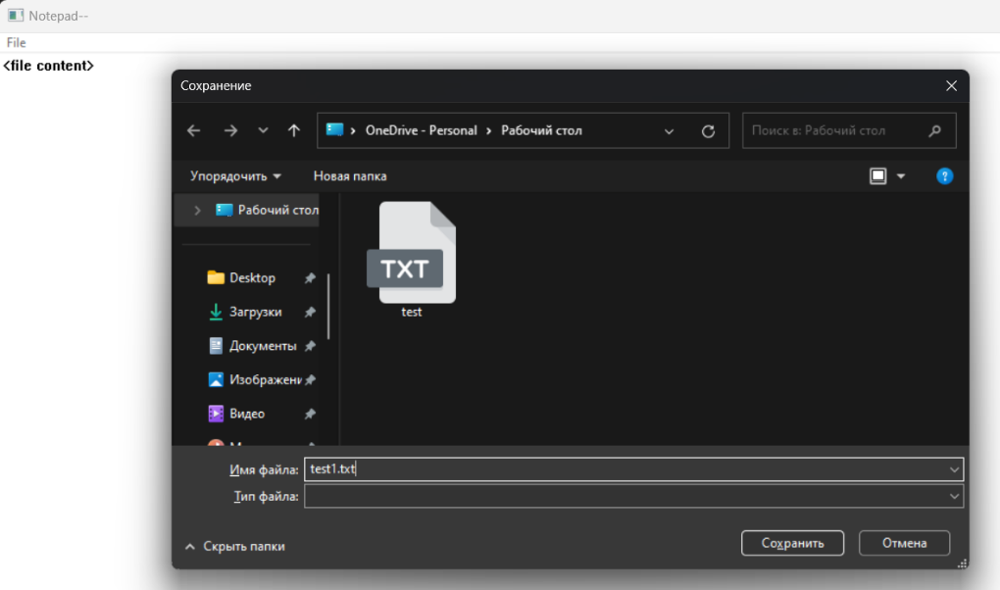 Notepad--
File
<file content>
Сохранение
OneDrive - Personal › Рабочий стол
Поиск в: Рабочий стол
Упорядочить
Новая папка
Рабочий стол
Desktop
Загрузки
Документы
Изображени
Видео
TXT
test
Имя файла: test1.txt
Тип файла:
Скрыть папки
Сохранить
Отмена